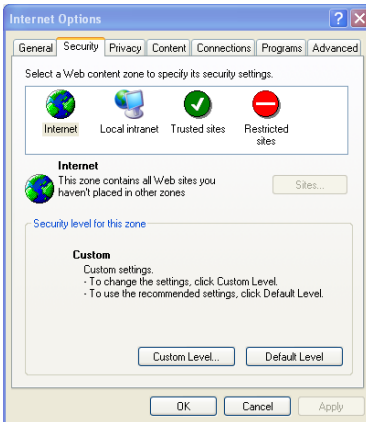 Internet Options
General Security Privacy Content Connections Programs Advanced
Select a Web content zone to specify its security settings.
Internet Local intranet Trusted sites Restricted sites
Internet
This zone contains all Web sites you
haven't placed in other zones
Sites...
Security level for this zone
Custom
Custom settings.
- To change the settings, click Custom Level.
- To use the recommended settings, click Default Level.
Custom Level... Default Level
OK Cancel Apply